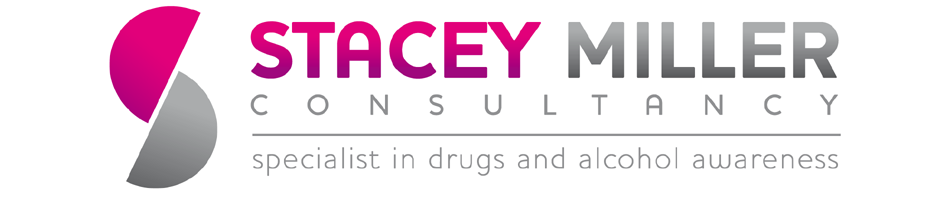 STACEY MILLER
CONSULTANCY
specialist in drugs and alcohol awareness